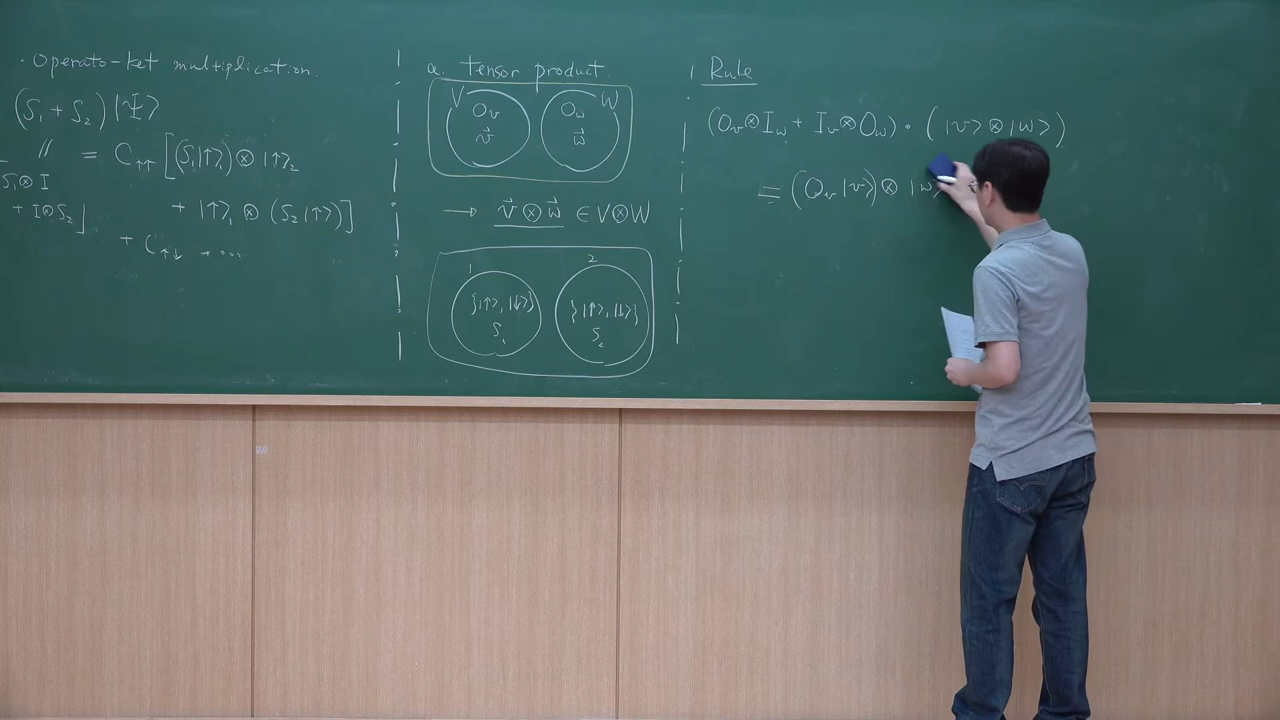 · Operato-ket multiplication.
(S₁ + S₂) |Ψ⟩
〃 = C↑↑ [(S₁|↑⟩₁) ⊗ |↑⟩₂
S₁⊗I
+ I⊗S₂]
+ |↑⟩₁ ⊗ (S₂|↑⟩)]
+ C↑↓ + ...
a. tensor product.
V O_v v⃗
O_w w⃗ W
→ v⃗ ⊗ w⃗ ∈ V⊗W
1 {|↑⟩, |↓⟩} S₁
2 {|↑⟩, |↓⟩} S₂
Rule
(O_v⊗I_w + I_v⊗O_w) · (|v⟩ ⊗ |w⟩)
= (O_v|v⟩) ⊗ |w⟩